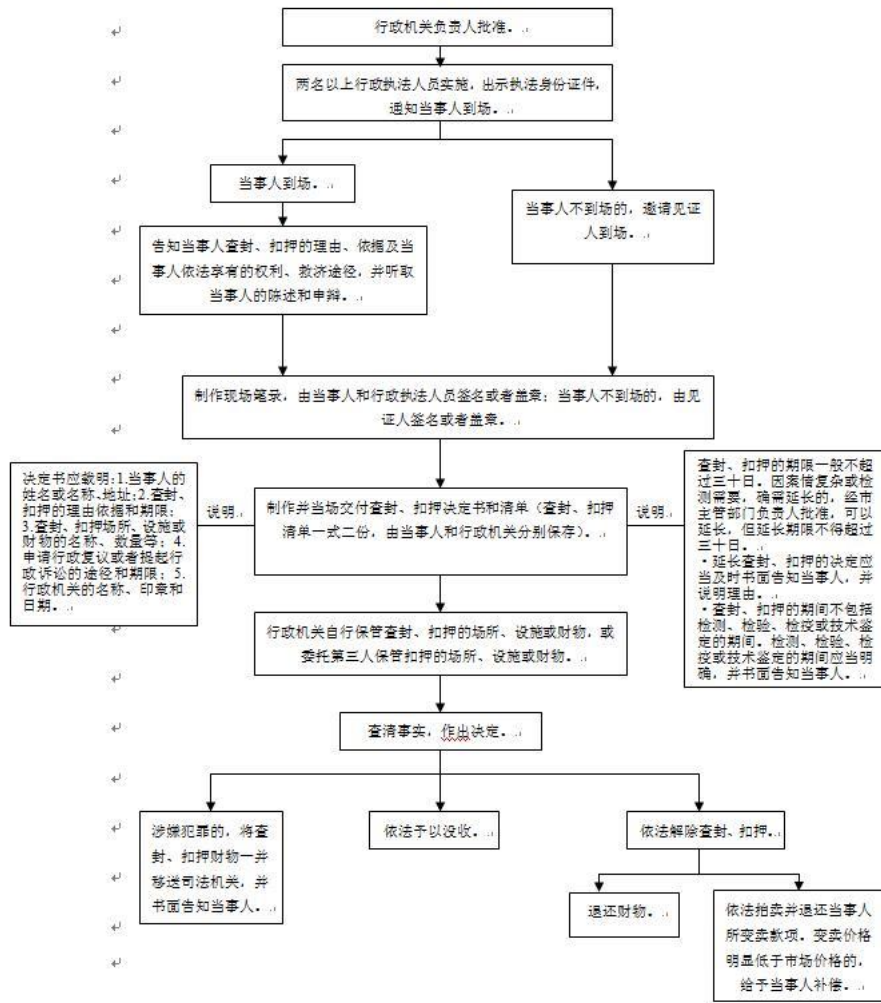 行政机关负责人批准。
两名以上行政执法人员实施，出示执法身份证件，
通知当事人到场。
当事人到场。
当事人不到场的，邀请见证
人到场。
告知当事人查封、扣押的理由、依据及当
事人依法享有的权利、救济途径，并听取
当事人的陈述和申辩。
制作现场笔录，由当事人和行政执法人员签名或者盖章；当事人不到场的，由见
证人签名或者盖章。
决定书应载明:1.当事人的
姓名或名称、地址;2.查封、
扣押的理由依据和期限;
3.查封、扣押场所、设施或
财物的名称、数量等；4.
申请行政复议或者提起行
政诉讼的途径和期限；5.
行政机关的名称、印章和
日期。
说明
制作并当场交付查封、扣押决定书和清单（查封、扣押
清单一式二份，由当事人和行政机关分别保存）。
说明
查封、扣押的期限一般不超
过三十日。因案情复杂或检
测需要，确需延长的，经市
主管部门负责人批准，可以
延长，但延长期限不得超过
三十日。
·延长查封、扣押的决定应
当及时书面告知当事人，并
说明理由。
·查封、扣押的期间不包括
检测、检验、检疫或技术鉴
定的期间。检测、检验、检
疫或技术鉴定的期间应当明
确，并书面告知当事人。
行政机关自行保管查封、扣押的场所、设施或财物，或
委托第三人保管扣押的场所、设施或财物。
查清事实，作出决定。
涉嫌犯罪的，将查
封、扣押财物一并
移送司法机关，并
书面告知当事人。
依法予以没收。
依法解除查封、扣押。
退还财物。
依法拍卖并退还当事人
所变卖款项。变卖价格
明显低于市场价格的，
给予当事人补偿。